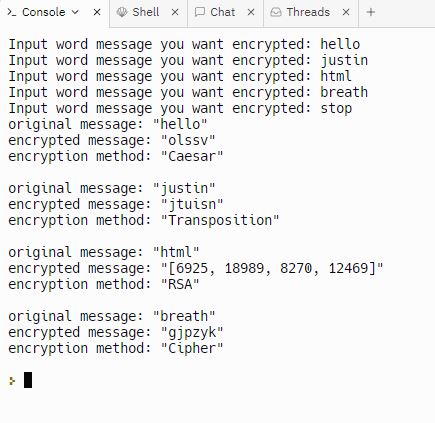 Console Shell Chat Threads +
Input word message you want encrypted: hello
Input word message you want encrypted: justin
Input word message you want encrypted: html
Input word message you want encrypted: breath
Input word message you want encrypted: stop
original message: "hello"
encrypted message: "olssv"
encryption method: "Caesar"
original message: "justin"
encrypted message: "jtuisn"
encryption method: "Transposition"
original message: "html"
encrypted message: "[6925, 18989, 8270, 12469]"
encryption method: "RSA"
original message: "breath"
encrypted message: "gjpzyk"
encryption method: "Cipher"